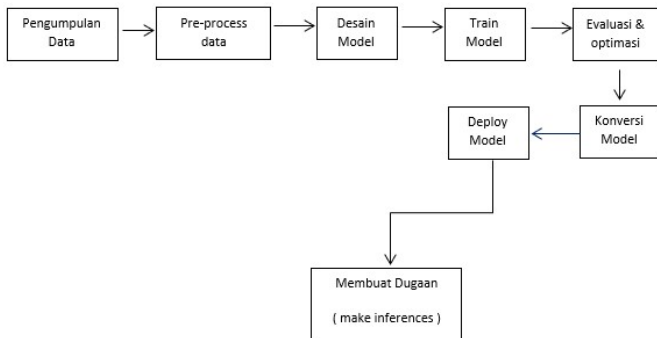 Pengumpulan
Data
Pre-process
data
Desain
Model
Train
Model
Evaluasi &
optimasi
Konversi
Model
Deploy
Model
Membuat Dugaan
( make inferences )